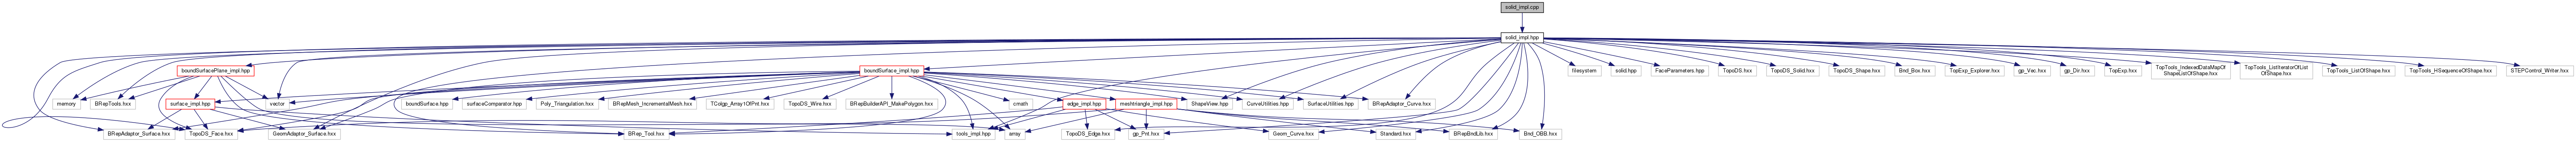 solid_impl.cpp
solid_impl.hpp
boundSurfacePlane_impl.hpp
boundSurface_impl.hpp
filesystem
solid.hpp
FaceParameters.hpp
TopoDS.hxx
TopoDS_Solid.hxx
TopoDS_Shape.hxx
Bnd_Box.hxx
TopExp_Explorer.hxx
gp_Vec.hxx
gp_Dir.hxx
TopExp.hxx
TopTools_IndexedDataMapOf
ShapeListOfShape.hxx
TopTools_ListIteratorOfList
OfShape.hxx
TopTools_ListOfShape.hxx
TopTools_HSequenceOfShape.hxx
STEPControl_Writer.hxx
memory
BRepTools.hxx
surface_impl.hpp
vector
boundSurface.hpp
surfaceComparator.hpp
Poly_Triangulation.hxx
BRepMesh_IncrementalMesh.hxx
TColgp_Array1OfPnt.hxx
TopoDS_Wire.hxx
BRepBuilderAPI_MakePolygon.hxx
cmath
edge_impl.hpp
meshtriangle_impl.hpp
ShapeView.hpp
CurveUtilities.hpp
SurfaceUtilities.hpp
BRepAdaptor_Curve.hxx
BRepAdaptor_Surface.hxx
TopoDS_Face.hxx
GeomAdaptor_Surface.hxx
BRep_Tool.hxx
tools_impl.hpp
array
TopoDS_Edge.hxx
gp_Pnt.hxx
Geom_Curve.hxx
Standard.hxx
BRepBndLib.hxx
Bnd_OBB.hxx